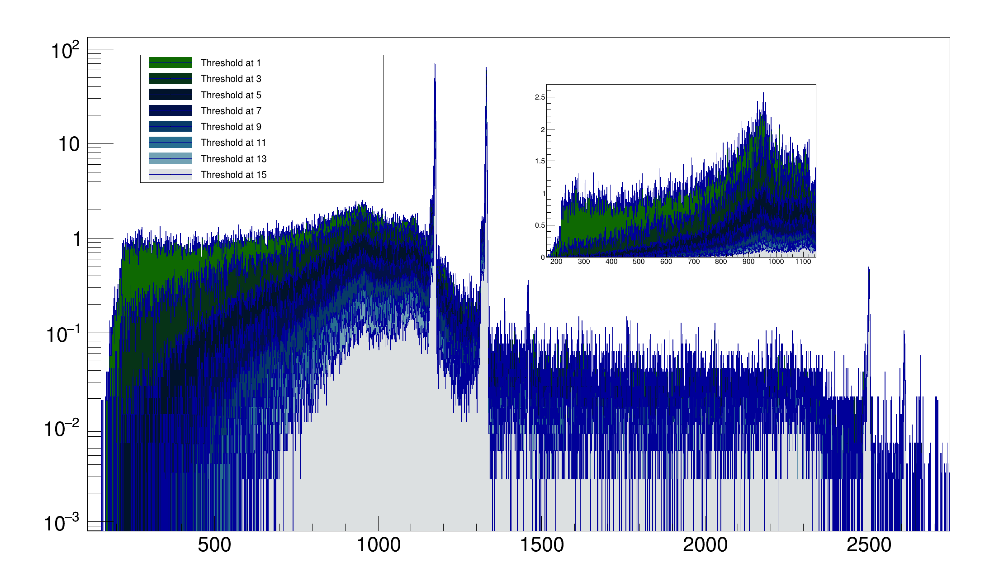 10²
10
1
10⁻¹
10⁻²
10⁻³
500 1000 1500 2000 2500
Threshold at 1
Threshold at 3
Threshold at 5
Threshold at 7
Threshold at 9
Threshold at 11
Threshold at 13
Threshold at 15
2.5
2
1.5
1
0.5
0
200 300 400 500 600 700 800 900 1000 1100